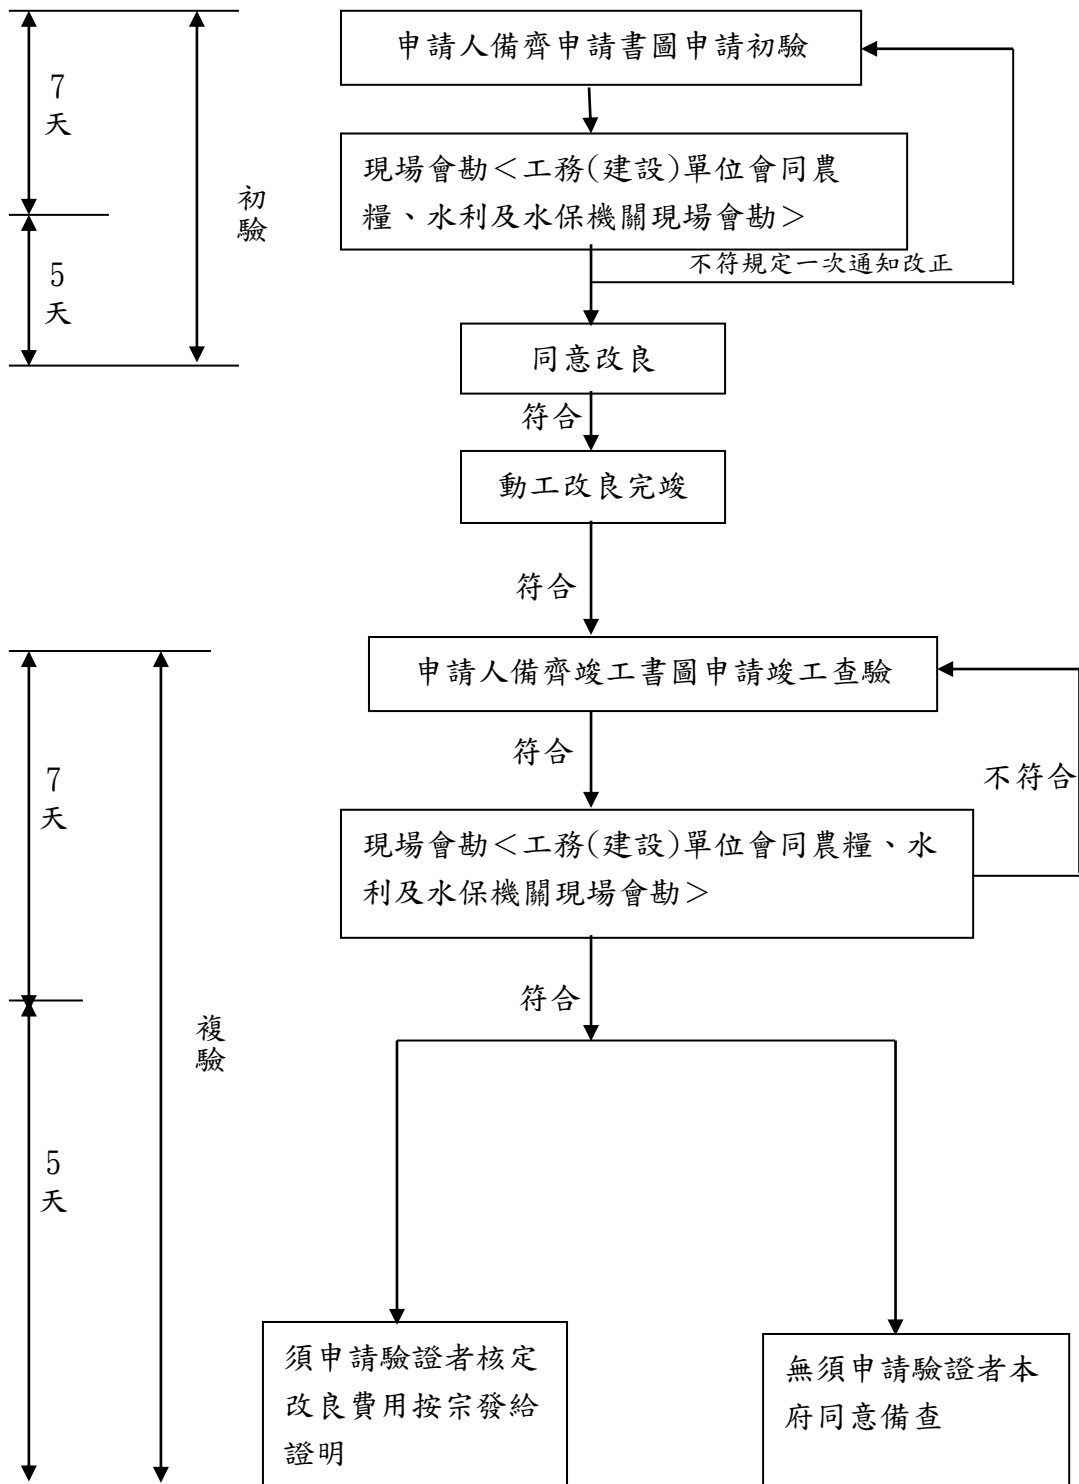 申請人備齊申請書圖申請初驗
7
天
現場會勘<工務(建設)單位會同農
糧、水利及水保機關現場會勘>
初
驗
不符規定一次通知改正
5
天
同意改良
符合
動工改良完竣
符合
申請人備齊竣工書圖申請竣工查驗
符合
不符合
7
天
現場會勘<工務(建設)單位會同農糧、水
利及水保機關現場會勘>
符合
複
驗
5
天
須申請驗證者核定
改良費用按宗發給
證明
無須申請驗證者本
府同意備查